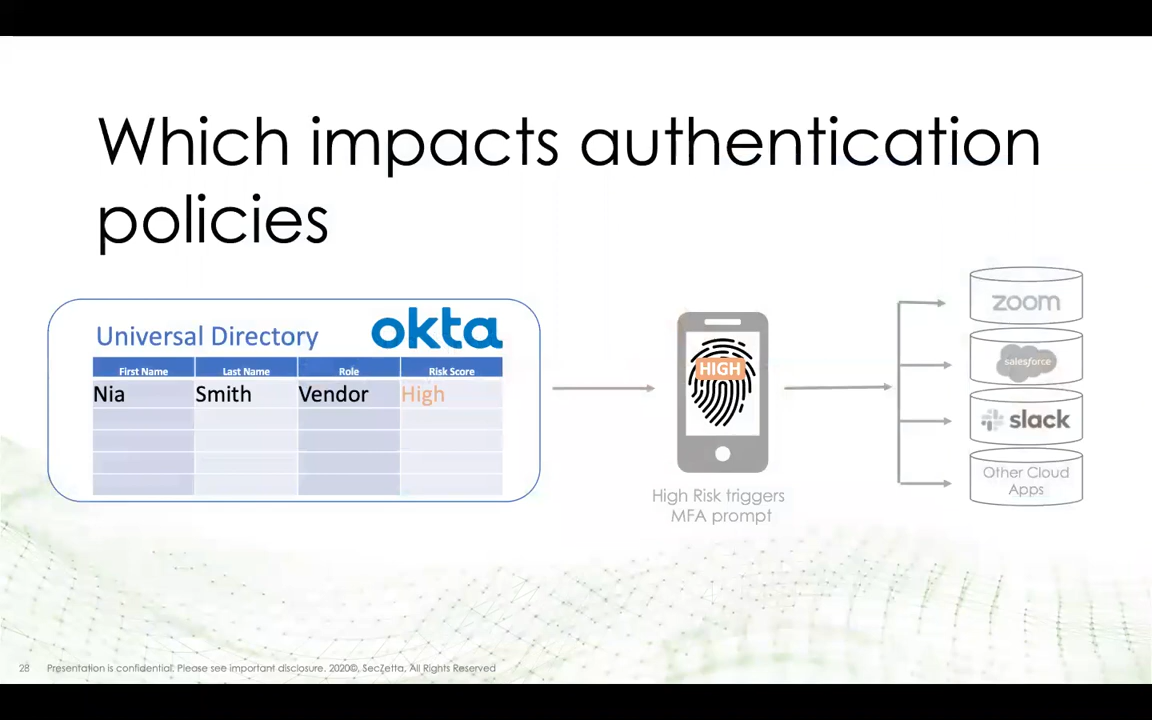 Which impacts authentication
policies
Universal Directory
okta
First Name Last Name Role Risk Score
Nia Smith Vendor High
HIGH
High Risk triggers
MFA prompt
zoom
salesforce
slack
Other Cloud
Apps
28 Presentation is confidential. Please see important disclosure. 2020©, SecZetta, All Rights Reserved